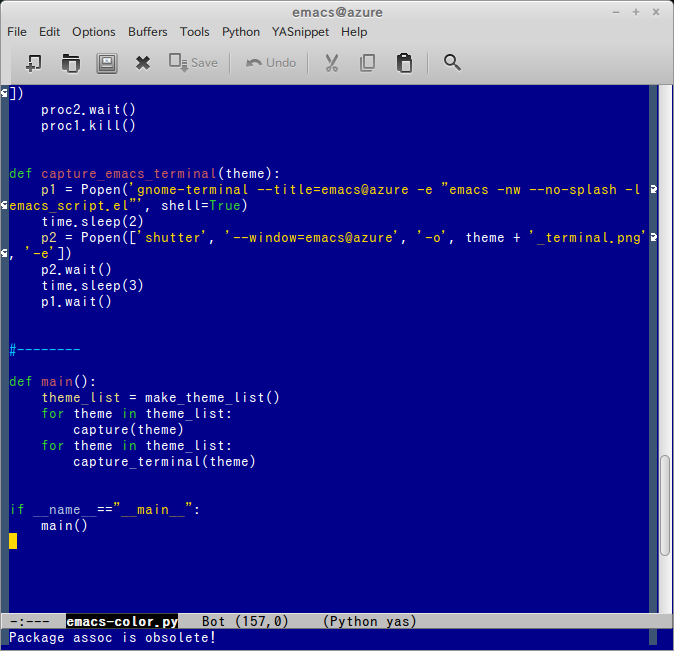 emacs@azure
File Edit Options Buffers Tools Python YASnippet Help
Save Undo
])
    proc2.wait()
    proc1.kill()
def capture_emacs_terminal(theme):
    p1 = Popen('gnome-terminal --title=emacs@azure -e "emacs -nw --no-splash -l
emacs_script.el"', shell=True)
    time.sleep(2)
    p2 = Popen(['shutter', '--window=emacs@azure', '-o', theme + '_terminal.png'
, '-e'])
    p2.wait()
    time.sleep(3)
    p1.wait()
#--------
def main():
    theme_list = make_theme_list()
    for theme in theme_list:
        capture(theme)
    for theme in theme_list:
        capture_terminal(theme)
if __name__=="__main__":
    main()
-:---  emacs-color.py   Bot (157,0)    (Python yas)
Package assoc is obsolete!